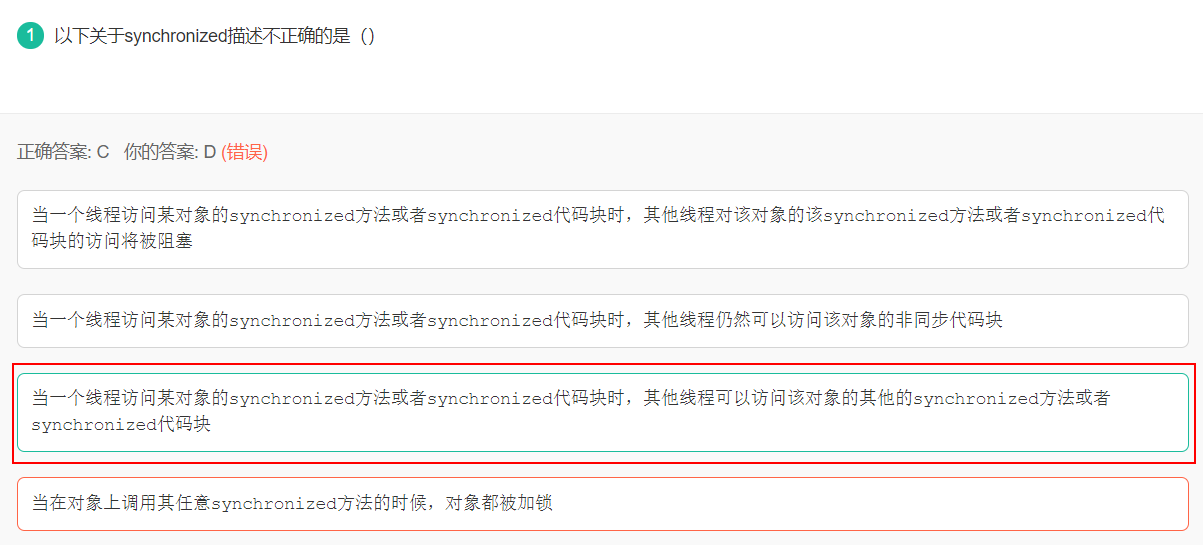 1 以下关于synchronized描述不正确的是（）
正确答案: C 你的答案: D (错误)
当一个线程访问某对象的synchronized方法或者synchronized代码块时，其他线程对该对象的该synchronized方法或者synchronized代
码块的访问将被阻塞
当一个线程访问某对象的synchronized方法或者synchronized代码块时，其他线程仍然可以访问该对象的非同步代码块
当一个线程访问某对象的synchronized方法或者synchronized代码块时，其他线程可以访问该对象的其他的synchronized方法或者
synchronized代码块
当在对象上调用其任意synchronized方法的时候，对象都被加锁